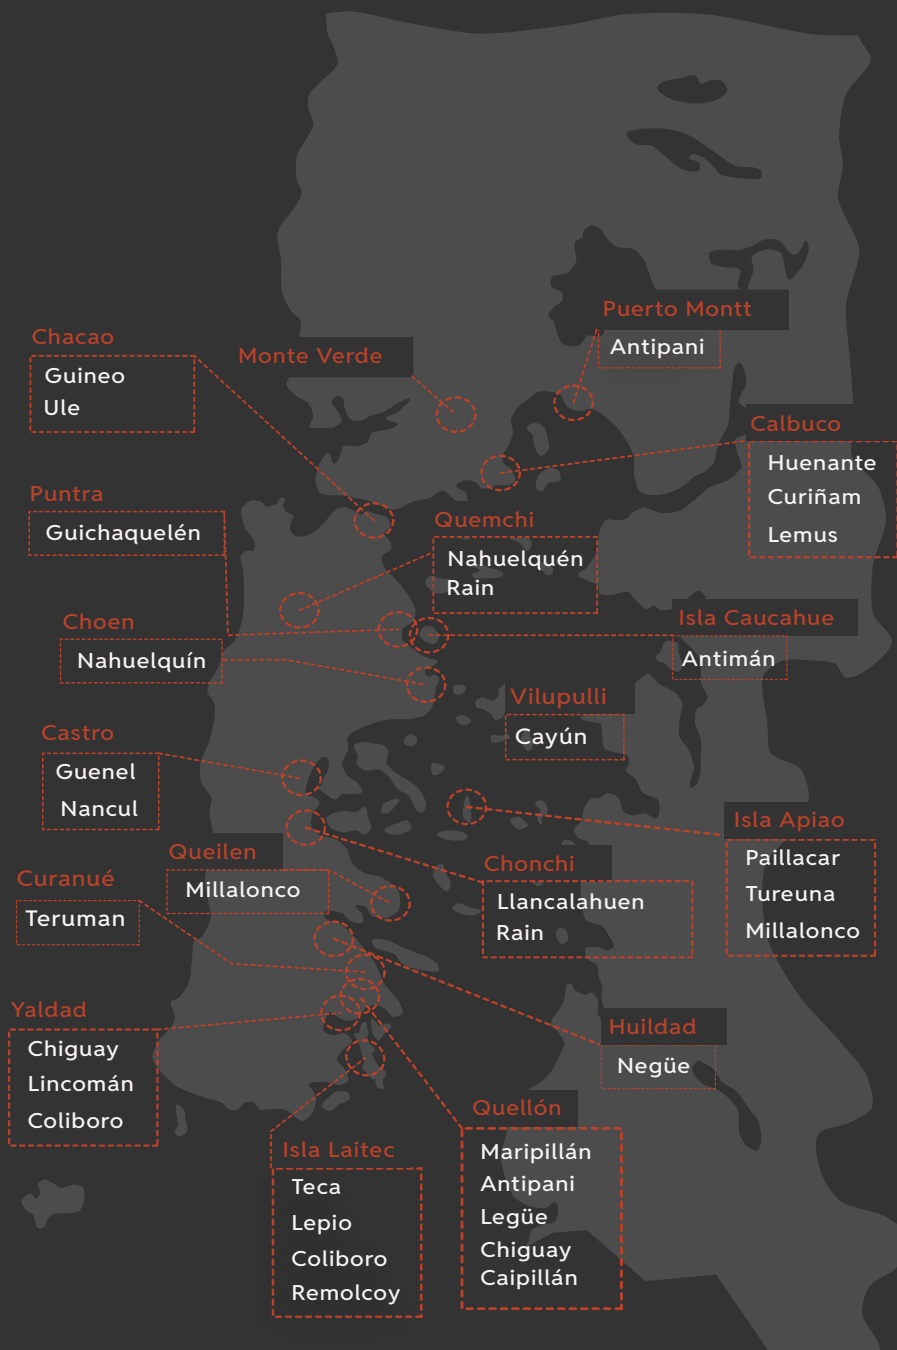 Puerto Montt
Antipani
Chacao
Guineo
Ule
Monte Verde
Calbuco
Huenante
Curiñam
Lemus
Puntra
Guichaquelén
Quemchi
Nahuelquén
Rain
Choen
Nahuelquín
Isla Caucahue
Antimán
Vilupulli
Cayún
Castro
Guenel
Nancul
Isla Apiao
Paillacar
Tureuna
Millalonco
Queilen
Millalonco
Chonchi
Llancalahuen
Rain
Curanué
Teruman
Yaldad
Chiguay
Lincomán
Coliboro
Huildad
Negüe
Quellón
Maripillán
Antipani
Legüe
Chiguay
Caipillán
Isla Laitec
Teca
Lepio
Coliboro
Remolcoy